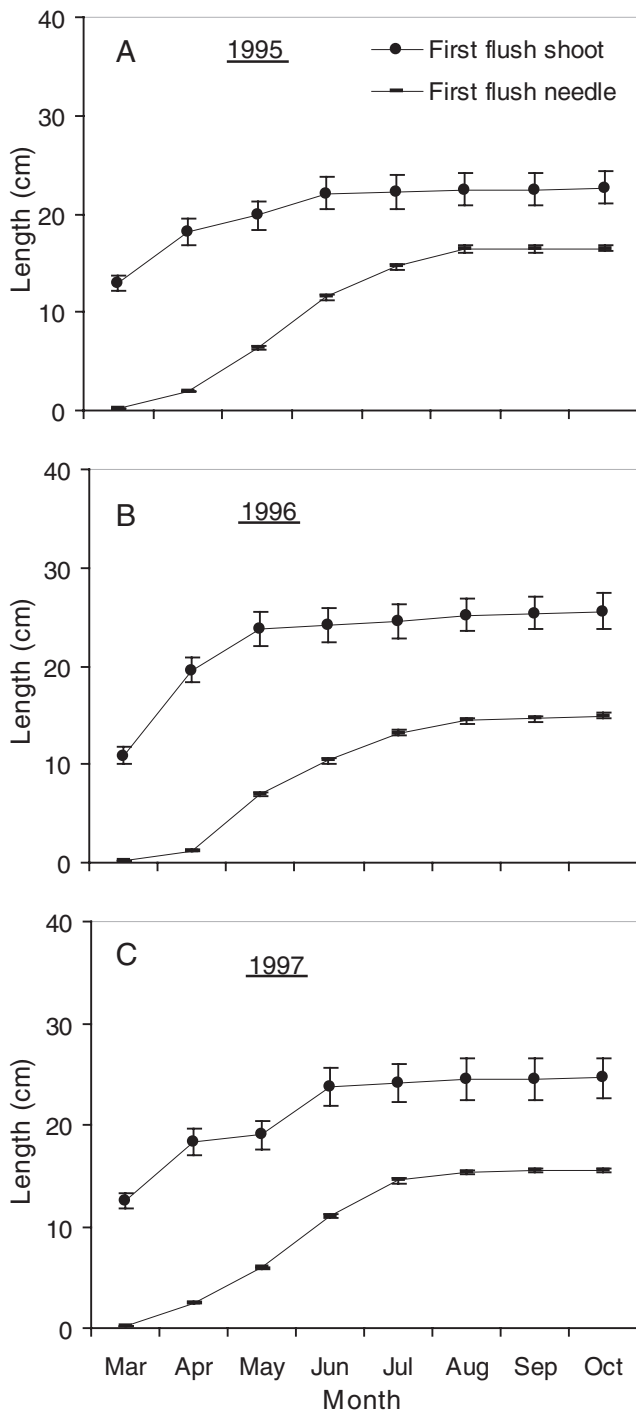 40
A
1995
First flush shoot
First flush needle
30
20
10
0
Length (cm)
40
B
1996
30
20
10
0
Length (cm)
40
C
1997
30
20
10
0
Length (cm)
Mar Apr May Jun Jul Aug Sep Oct
Month